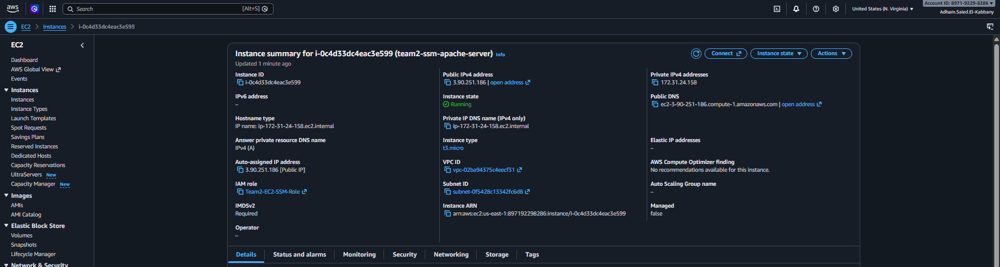 aws
Search
[Alt+S]
United States (N. Virginia)
Account ID: 8971-9229-8286
Adham.Saied.El-Kabbany
EC2
Instances
i-0c4d33dc4eac3e599
EC2
Dashboard
AWS Global View
Events
Instances
Instances
Instance Types
Launch Templates
Spot Requests
Savings Plans
Reserved Instances
Dedicated Hosts
Capacity Reservations
UltraServers New
Capacity Manager New
Images
AMIs
AMI Catalog
Elastic Block Store
Volumes
Snapshots
Lifecycle Manager
Network & Security
Instance summary for i-0c4d33dc4eac3e599 (team2-ssm-apache-server) Info
Updated 1 minute ago
Connect
Instance state
Actions
Instance ID
i-0c4d33dc4eac3e599
IPv6 address
–
Hostname type
IP name: ip-172-31-24-158.ec2.internal
Answer private resource DNS name
IPv4 (A)
Auto-assigned IP address
3.90.251.186 [Public IP]
IAM role
Team2-EC2-SSM-Role
IMDSv2
Required
Operator
–
Public IPv4 address
3.90.251.186 | open address
Instance state
Running
Private IP DNS name (IPv4 only)
ip-172-31-24-158.ec2.internal
Instance type
t3.micro
VPC ID
vpc-02ba94375c4eecf31
Subnet ID
subnet-0f5428c13342fc6d8
Instance ARN
arn:aws:ec2:us-east-1:897192298286:instance/i-0c4d33dc4eac3e599
Private IPv4 addresses
172.31.24.158
Public DNS
ec2-3-90-251-186.compute-1.amazonaws.com | open address
Elastic IP addresses
–
AWS Compute Optimizer finding
No recommendations available for this instance.
Auto Scaling Group name
–
Managed
false
Details
Status and alarms
Monitoring
Security
Networking
Storage
Tags